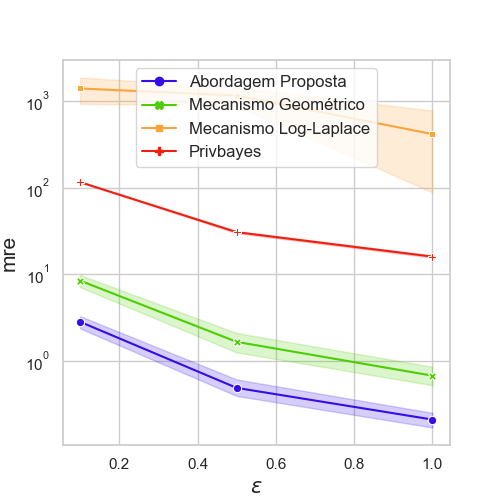 Abordagem Proposta
Mecanismo Geométrico
Mecanismo Log-Laplace
Privbayes
10³
10²
10¹
10⁰
mre
0.2 0.4 0.6 0.8 1.0
ε